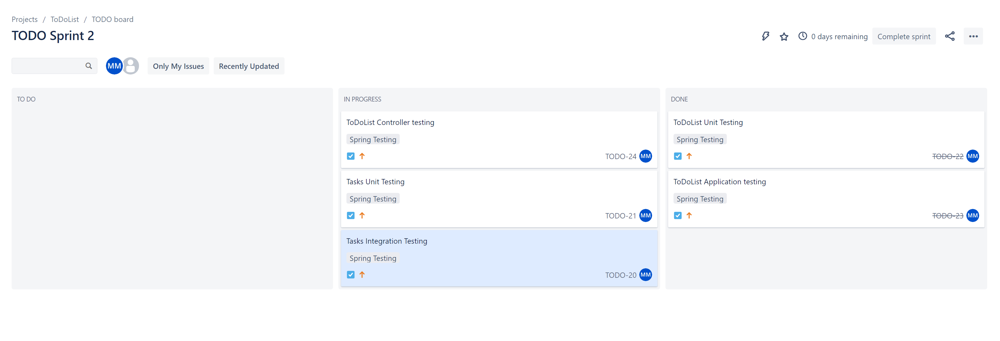 Projects / ToDoList / TODO board
TODO Sprint 2
0 days remaining
Complete sprint
MM
Only My Issues
Recently Updated
TO DO
IN PROGRESS
ToDoList Controller testing
Spring Testing
TODO-24 MM
Tasks Unit Testing
Spring Testing
TODO-21 MM
Tasks Integration Testing
Spring Testing
TODO-20 MM
DONE
ToDoList Unit Testing
Spring Testing
TODO-22 MM
ToDoList Application testing
Spring Testing
TODO-23 MM